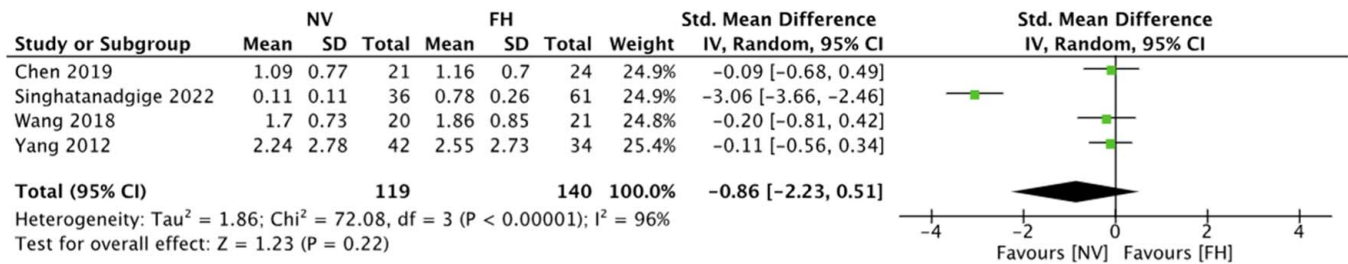 NV FH Std. Mean Difference Std. Mean Difference
Study or Subgroup Mean SD Total Mean SD Total Weight IV, Random, 95% CI IV, Random, 95% CI
Chen 2019 1.09 0.77 21 1.16 0.7 24 24.9% -0.09 [-0.68, 0.49]
Singhatanadgige 2022 0.11 0.11 36 0.78 0.26 61 24.9% -3.06 [-3.66, -2.46]
Wang 2018 1.7 0.73 20 1.86 0.85 21 24.8% -0.20 [-0.81, 0.42]
Yang 2012 2.24 2.78 42 2.55 2.73 34 25.4% -0.11 [-0.56, 0.34]
Total (95% CI) 119 140 100.0% -0.86 [-2.23, 0.51]
Heterogeneity: Tau² = 1.86; Chi² = 72.08, df = 3 (P < 0.00001); I² = 96%
Test for overall effect: Z = 1.23 (P = 0.22)
-4 -2 0 2 4
Favours [NV] Favours [FH]